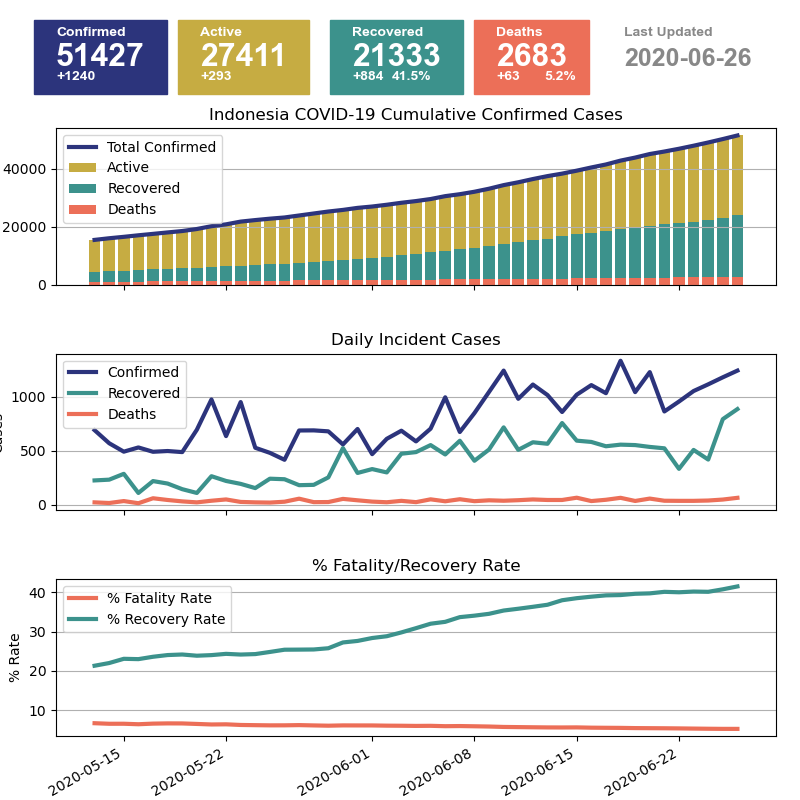 Confirmed
51427
+1240
Active
27411
+293
Recovered
21333
+884 41.5%
Deaths
2683
+63 5.2%
Last Updated
2020-06-26
Indonesia COVID-19 Cumulative Confirmed Cases
Total Confirmed
Active
Recovered
Deaths
40000
20000
0
Daily Incident Cases
Confirmed
Recovered
Deaths
1000
500
0
Cases
% Fatality/Recovery Rate
% Fatality Rate
% Recovery Rate
40
30
20
10
% Rate
2020-05-15
2020-05-22
2020-06-01
2020-06-08
2020-06-15
2020-06-22